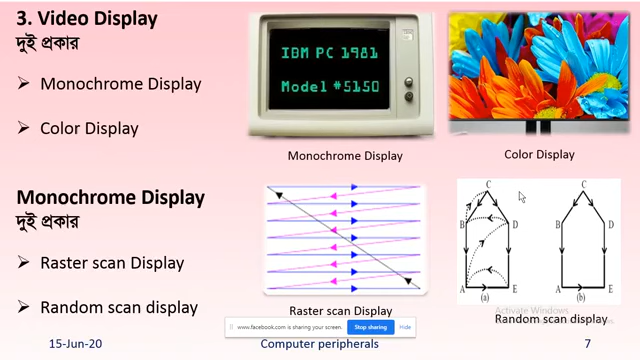 3. Video Display
দুই প্রকার
➢ Monochrome Display
➢ Color Display
IBM PC 1981
Model #5150
Monochrome Display
Color Display
Monochrome Display
দুই প্রকার
➢ Raster scan Display
➢ Random scan display
Raster scan Display
C
B
D
A
E
(a)
C
B
D
A
E
(b)
Activate Windows
Random scan display
www.facebook.com is sharing your screen.
Stop sharing
Hide
15-Jun-20
Computer peripherals
7